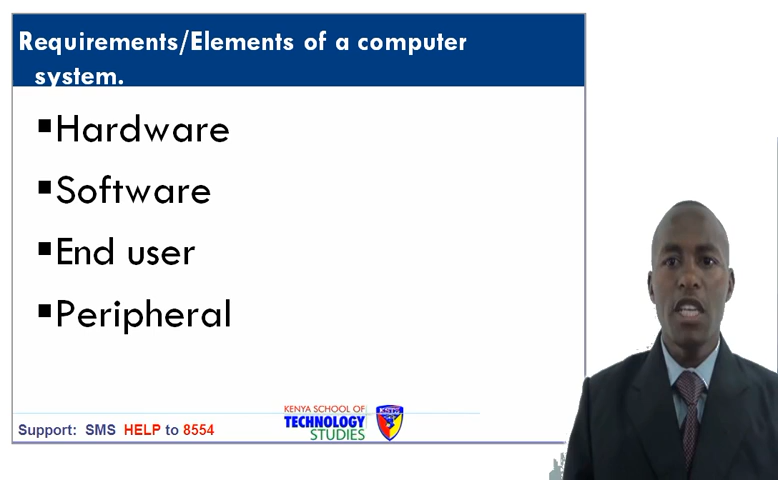 Requirements/Elements of a computer
system.
▪Hardware
▪Software
▪End user
▪Peripheral
KENYA SCHOOL OF
TECHNOLOGY
STUDIES
Support: SMS HELP to 8554